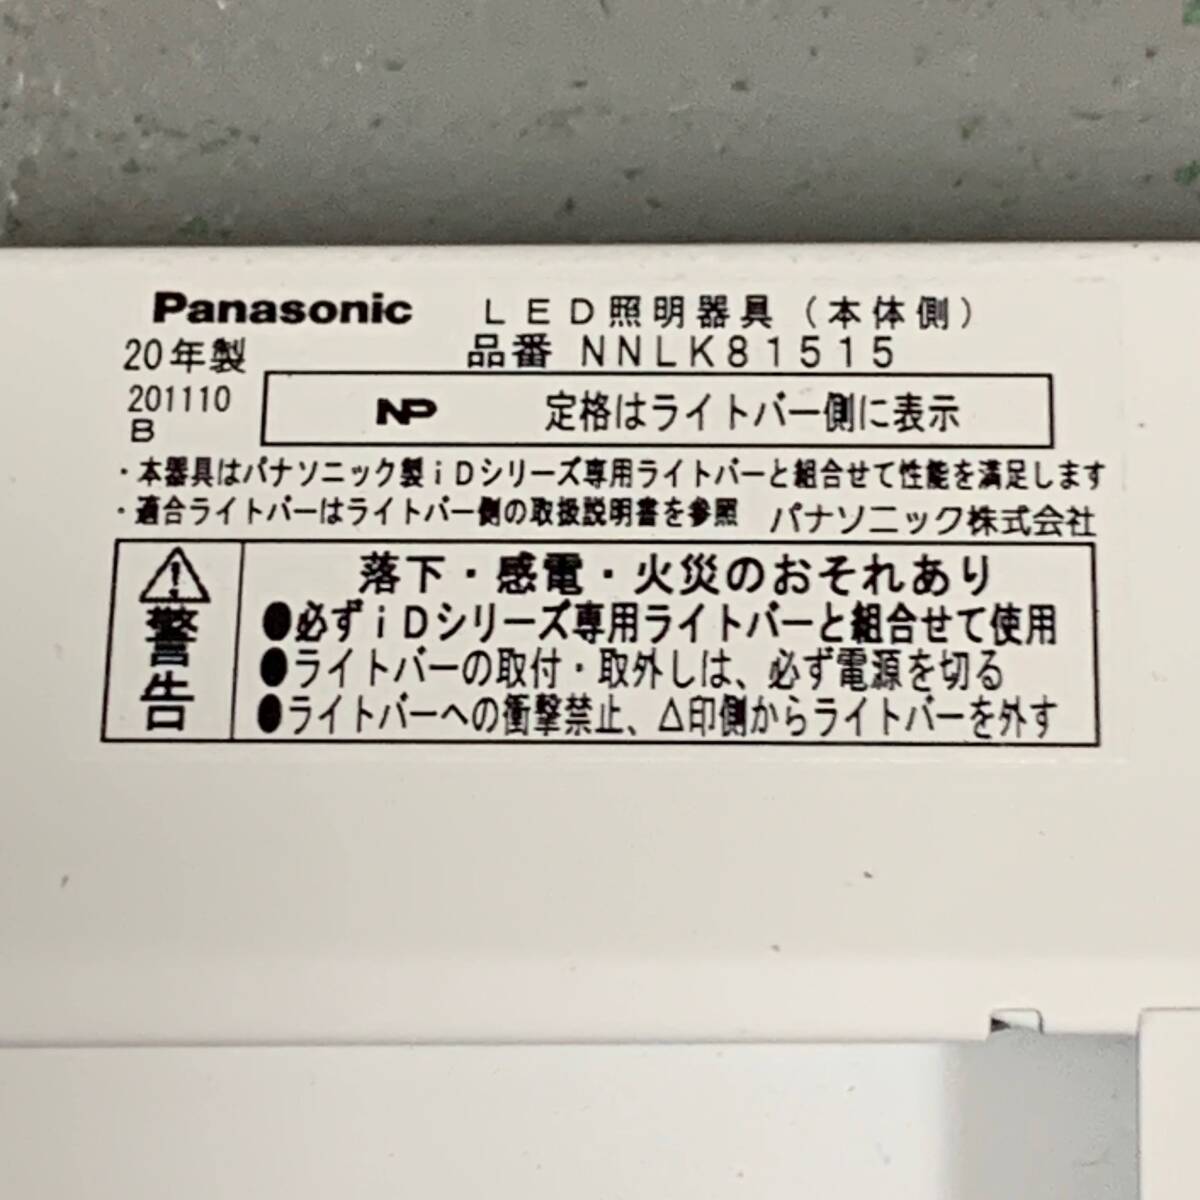 Panasonic LED照明器具（本体側）
20年製 品番 NNLK81515
201110
B
NP 定格はライトバー側に表示
・本器具はパナソニック製iDシリーズ専用ライトバーと組合せて性能を満足します
・適合ライトバーはライトバー側の取扱説明書を参照 パナソニック株式会社
警告
落下・感電・火災のおそれあり
●必ずiDシリーズ専用ライトバーと組合せて使用
●ライトバーの取付・取外しは、必ず電源を切る
●ライトバーへの衝撃禁止、△印側からライトバーを外す